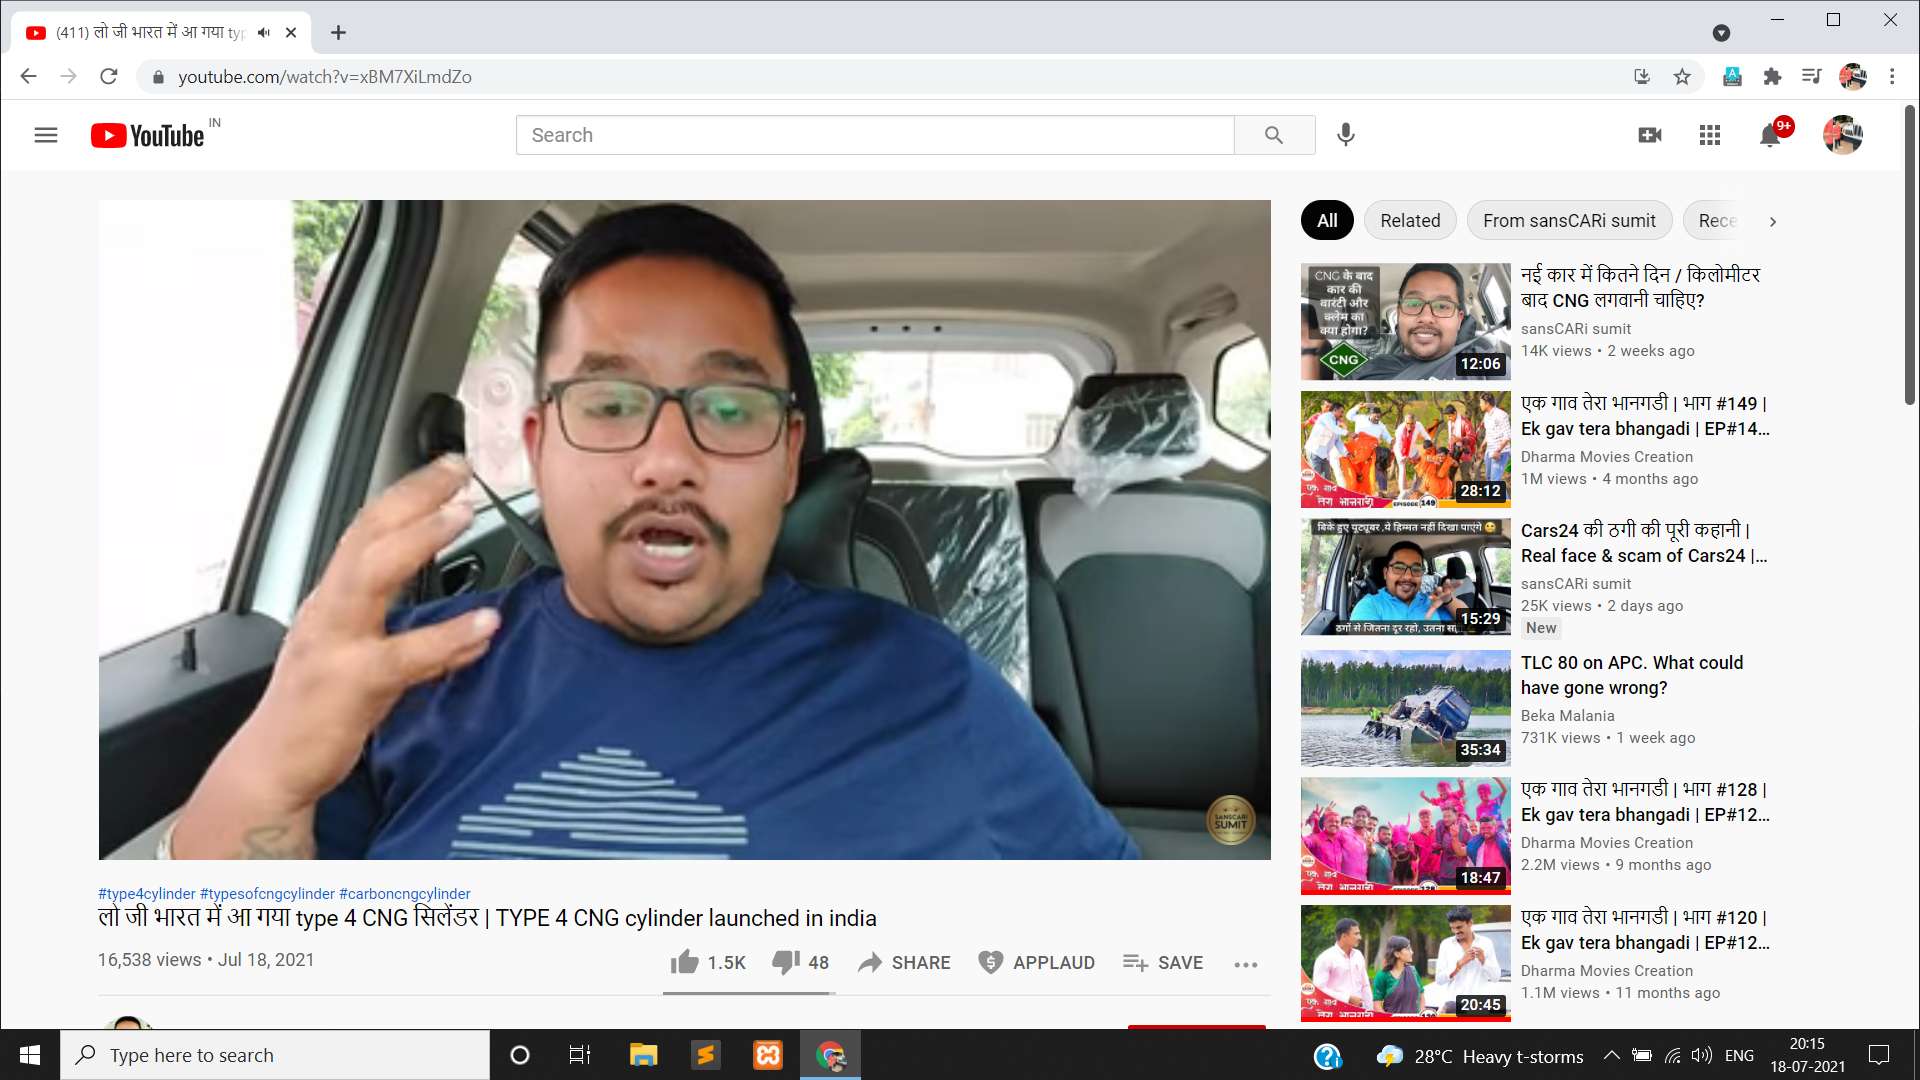 (411) लो जी भारत में आ गया typ
youtube.com/watch?v=xBM7XiLmdZo
YouTube IN
Search
9+
All
Related
From sansCARi sumit
Rece
CNG के बाद
कार की
वारंटी और
क्लेम का
क्या होगा?
CNG
12:06
नई कार में कितने दिन / किलोमीटर
बाद CNG लगवानी चाहिए?
sansCARi sumit
14K views • 2 weeks ago
EPISODE 149
28:12
एक गाव तेरा भानगडी | भाग #149 |
Ek gav tera bhangadi | EP#14...
Dharma Movies Creation
1M views • 4 months ago
बिके हुए यूट्यूबर ,ये हिम्मत नहीं दिखा पाएंगे
ठगों से जितना दूर रहो, उतना
15:29
Cars24 की ठगी की पूरी कहानी |
Real face & scam of Cars24 |...
sansCARi sumit
25K views • 2 days ago
New
35:34
TLC 80 on APC. What could
have gone wrong?
Beka Malania
731K views • 1 week ago
18:47
एक गाव तेरा भानगडी | भाग #128 |
Ek gav tera bhangadi | EP#12...
Dharma Movies Creation
2.2M views • 9 months ago
20:45
एक गाव तेरा भानगडी | भाग #120 |
Ek gav tera bhangadi | EP#12...
Dharma Movies Creation
1.1M views • 11 months ago
SANSCARI
SUMIT
#type4cylinder #typesofcngcylinder #carboncngcylinder
लो जी भारत में आ गया type 4 CNG सिलेंडर | TYPE 4 CNG cylinder launched in india
16,538 views • Jul 18, 2021
1.5K
48
SHARE
APPLAUD
SAVE
Type here to search
28°C Heavy t-storms
ENG
20:15
18-07-2021